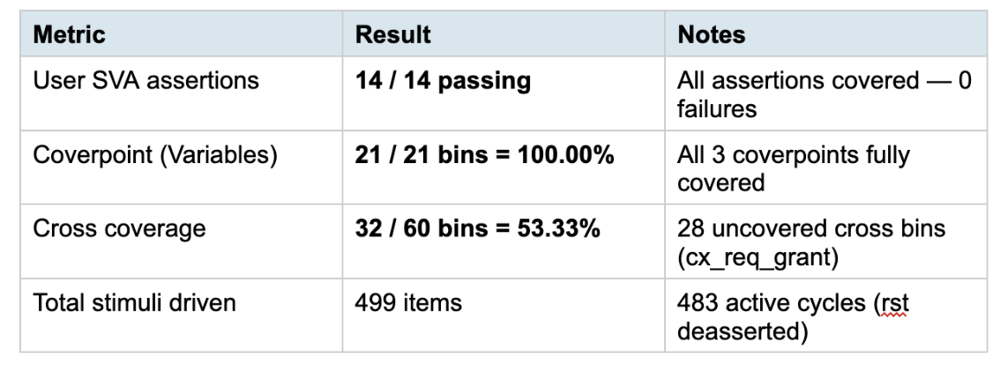 Metric Result Notes
User SVA assertions 14 / 14 passing All assertions covered — 0
failures
Coverpoint (Variables) 21 / 21 bins = 100.00% All 3 coverpoints fully
covered
Cross coverage 32 / 60 bins = 53.33% 28 uncovered cross bins
(cx_req_grant)
Total stimuli driven 499 items 483 active cycles (rst
deasserted)